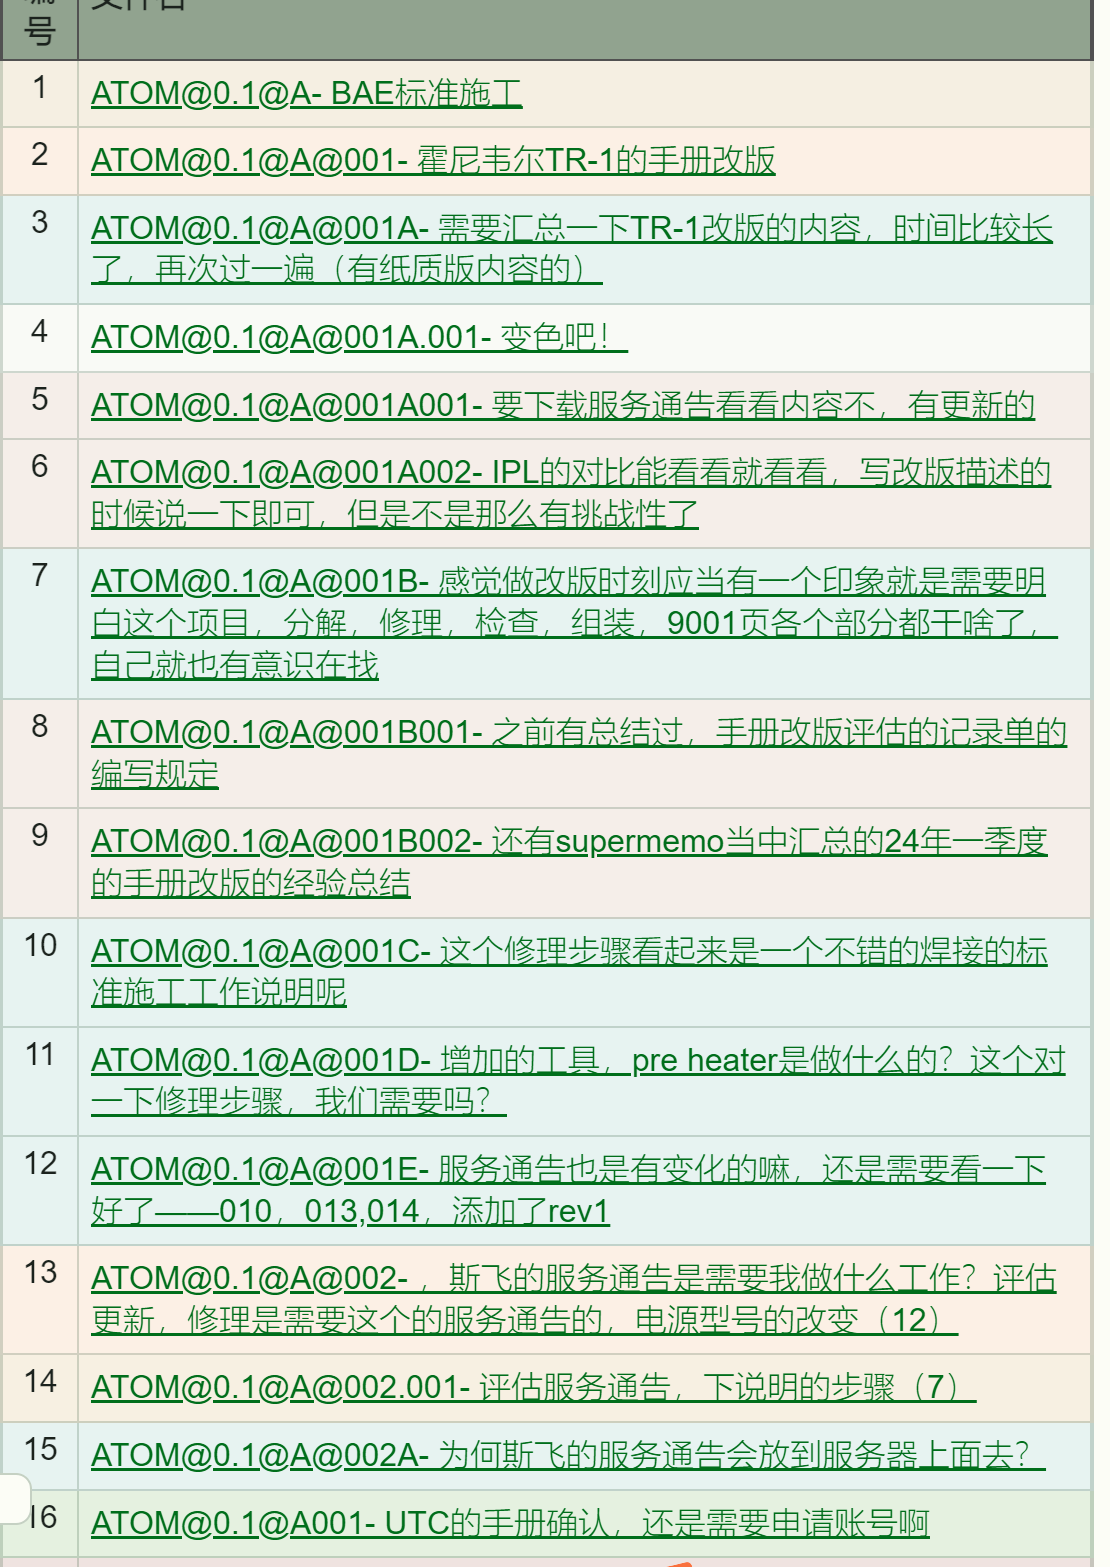 编
号
文件名
1
ATOM@0.1@A- BAE标准施工
2
ATOM@0.1@A@001- 霍尼韦尔TR-1的手册改版
3
ATOM@0.1@A@001A- 需要汇总一下TR-1改版的内容，时间比较长
了，再次过一遍（有纸质版内容的）
4
ATOM@0.1@A@001A.001- 变色吧！
5
ATOM@0.1@A@001A001- 要下载服务通告看看内容不，有更新的
6
ATOM@0.1@A@001A002- IPL的对比能看看就看看，写改版描述的
时候说一下即可，但是不是那么有挑战性了
7
ATOM@0.1@A@001B- 感觉做改版时刻应当有一个印象就是需要明
白这个项目，分解，修理，检查，组装，9001页各个部分都干啥了，
自己就也有意识在找
8
ATOM@0.1@A@001B001- 之前有总结过，手册改版评估的记录单的
编写规定
9
ATOM@0.1@A@001B002- 还有supermemo当中汇总的24年一季度
的手册改版的经验总结
10
ATOM@0.1@A@001C- 这个修理步骤看起来是一个不错的焊接的标
准施工工作说明呢
11
ATOM@0.1@A@001D- 增加的工具，pre heater是做什么的？这个对
一下修理步骤，我们需要吗？
12
ATOM@0.1@A@001E- 服务通告也是有变化的嘛，还是需要看一下
好了——010，013,014，添加了rev1
13
ATOM@0.1@A@002- ，斯飞的服务通告是需要我做什么工作？评估
更新，修理是需要这个的服务通告的，电源型号的改变（12）
14
ATOM@0.1@A@002.001- 评估服务通告，下说明的步骤（7）
15
ATOM@0.1@A@002A- 为何斯飞的服务通告会放到服务器上面去？
16
ATOM@0.1@A001- UTC的手册确认，还是需要申请账号啊